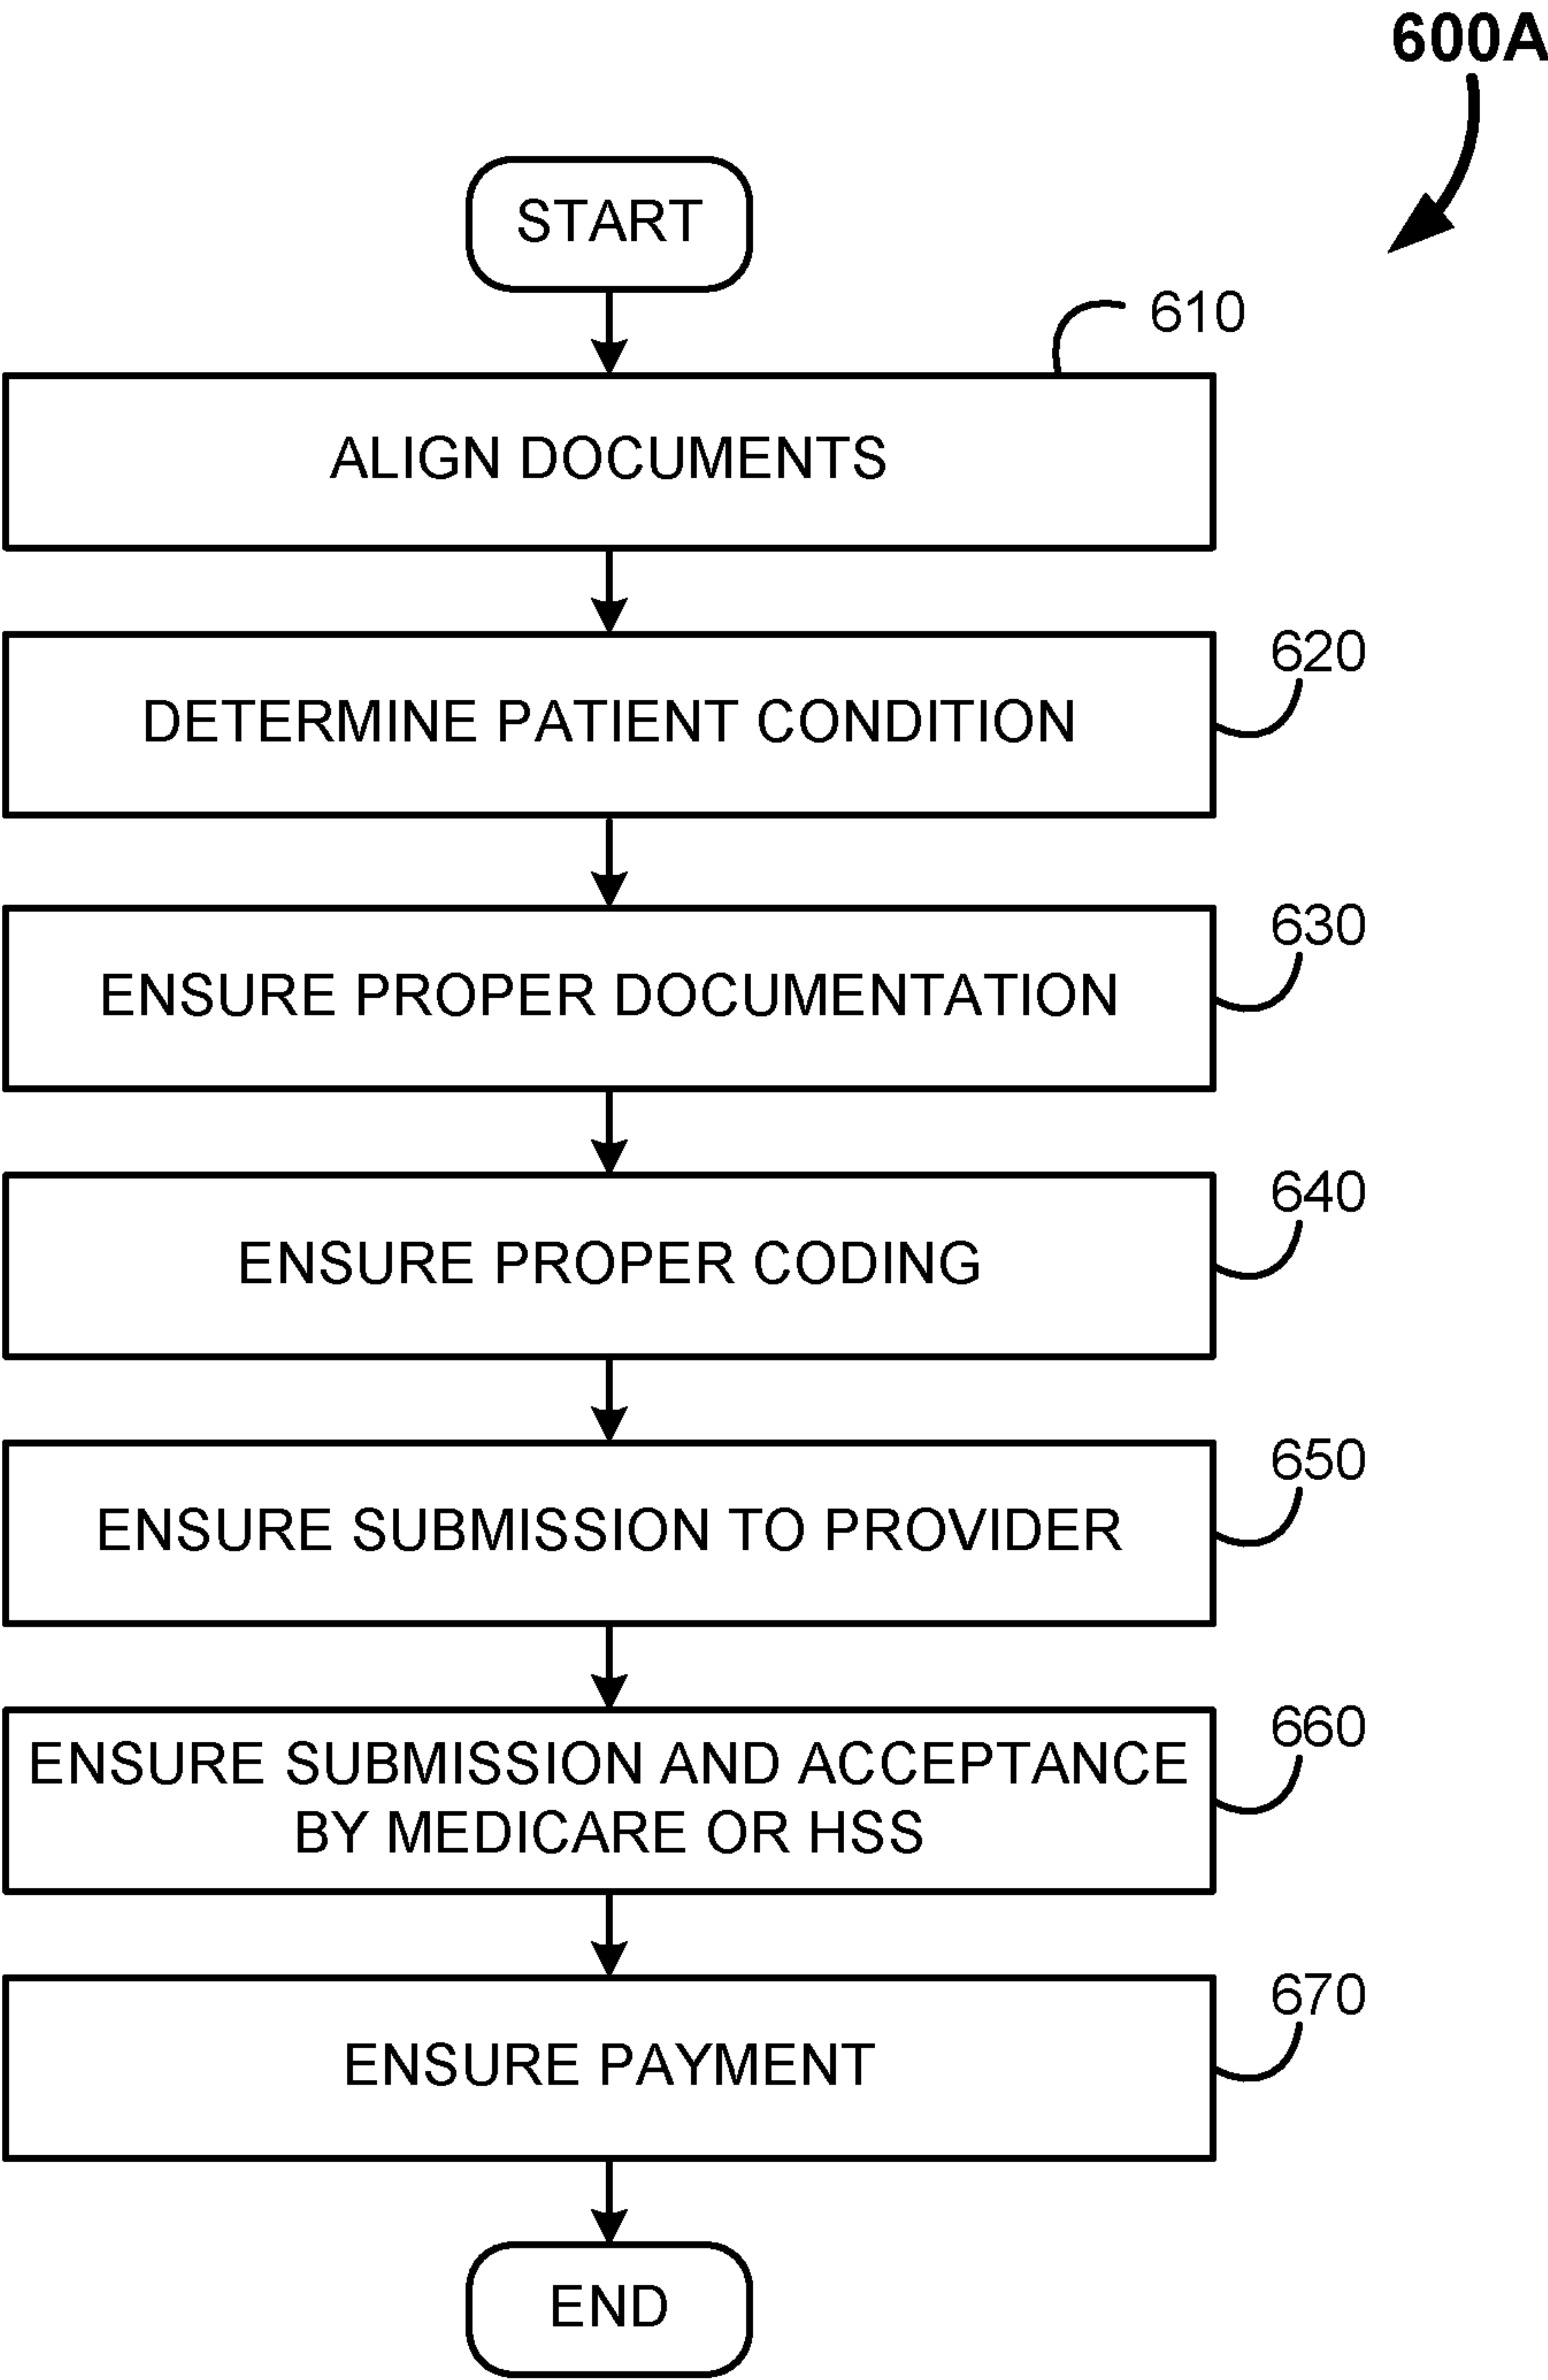 600A
START
610
ALIGN DOCUMENTS
620
DETERMINE PATIENT CONDITION
630
ENSURE PROPER DOCUMENTATION
640
ENSURE PROPER CODING
650
ENSURE SUBMISSION TO PROVIDER
660
ENSURE SUBMISSION AND ACCEPTANCE
BY MEDICARE OR HSS
670
ENSURE PAYMENT
END